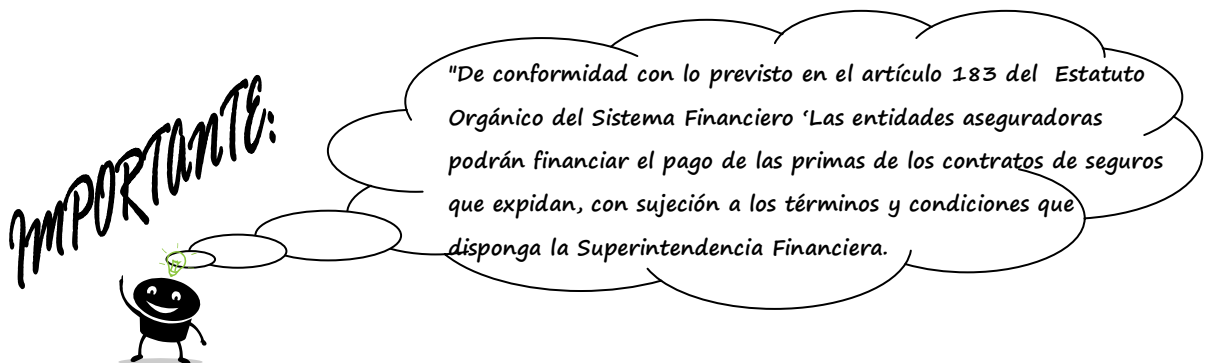 IMPORTANTE:
"De conformidad con lo previsto en el artículo 183 del Estatuto
Orgánico del Sistema Financiero ‘Las entidades aseguradoras
podrán financiar el pago de las primas de los contratos de seguros
que expidan, con sujeción a los términos y condiciones que
disponga la Superintendencia Financiera.